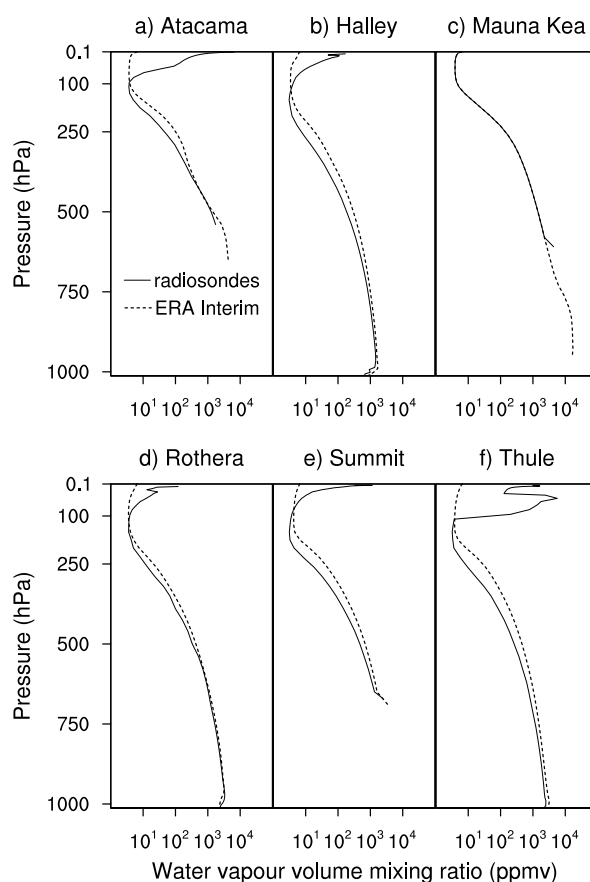 a) Atacama b) Halley c) Mauna Kea
0.1
100
250
500
750
1000
Pressure (hPa)
radiosondes
ERA Interim
10¹ 10² 10³ 10⁴ 10¹ 10² 10³ 10⁴ 10¹ 10² 10³ 10⁴
d) Rothera e) Summit f) Thule
0.1
100
250
500
750
1000
Pressure (hPa)
10¹ 10² 10³ 10⁴ 10¹ 10² 10³ 10⁴ 10¹ 10² 10³ 10⁴
Water vapour volume mixing ratio (ppmv)